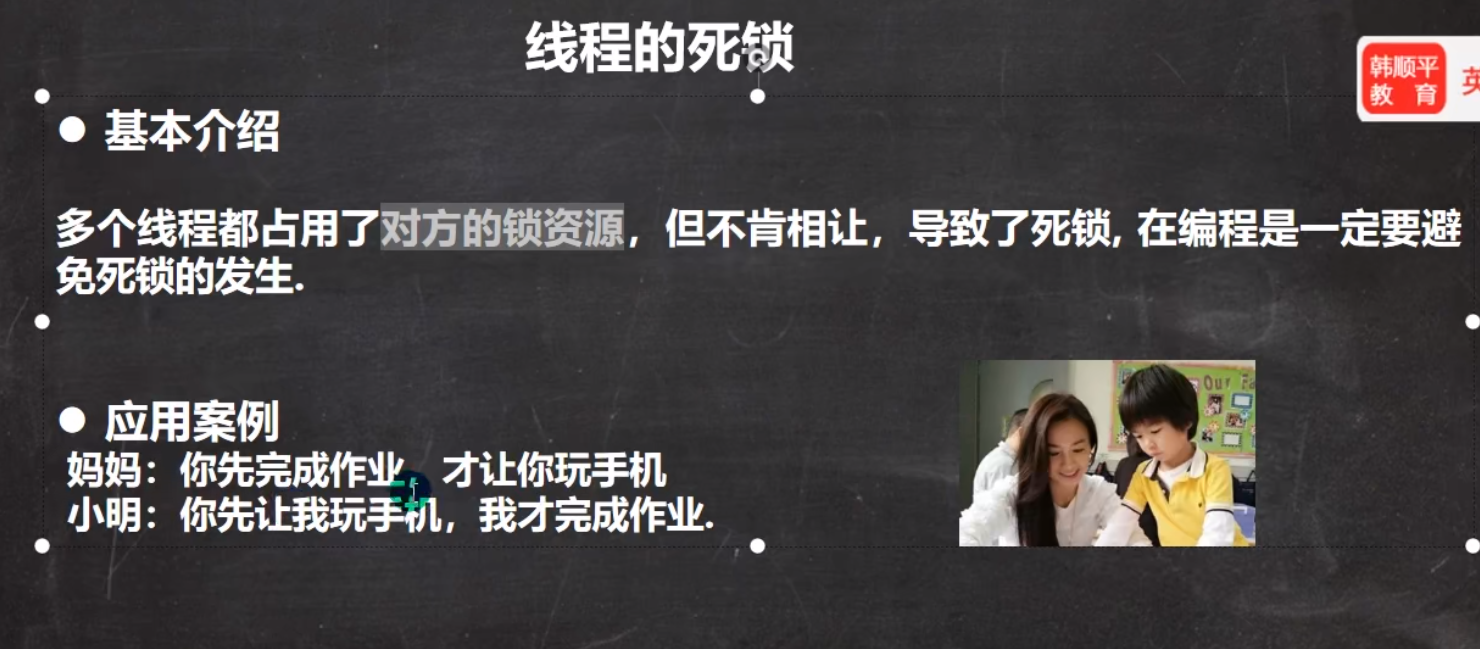 线程的死锁
韩顺平
教 育
● 基本介绍
多个线程都占用了对方的锁资源，但不肯相让，导致了死锁, 在编程是一定要避
免死锁的发生.
● 应用案例
妈妈：你先完成作业，才让你玩手机
小明：你先让我玩手机，我才完成作业.
Our